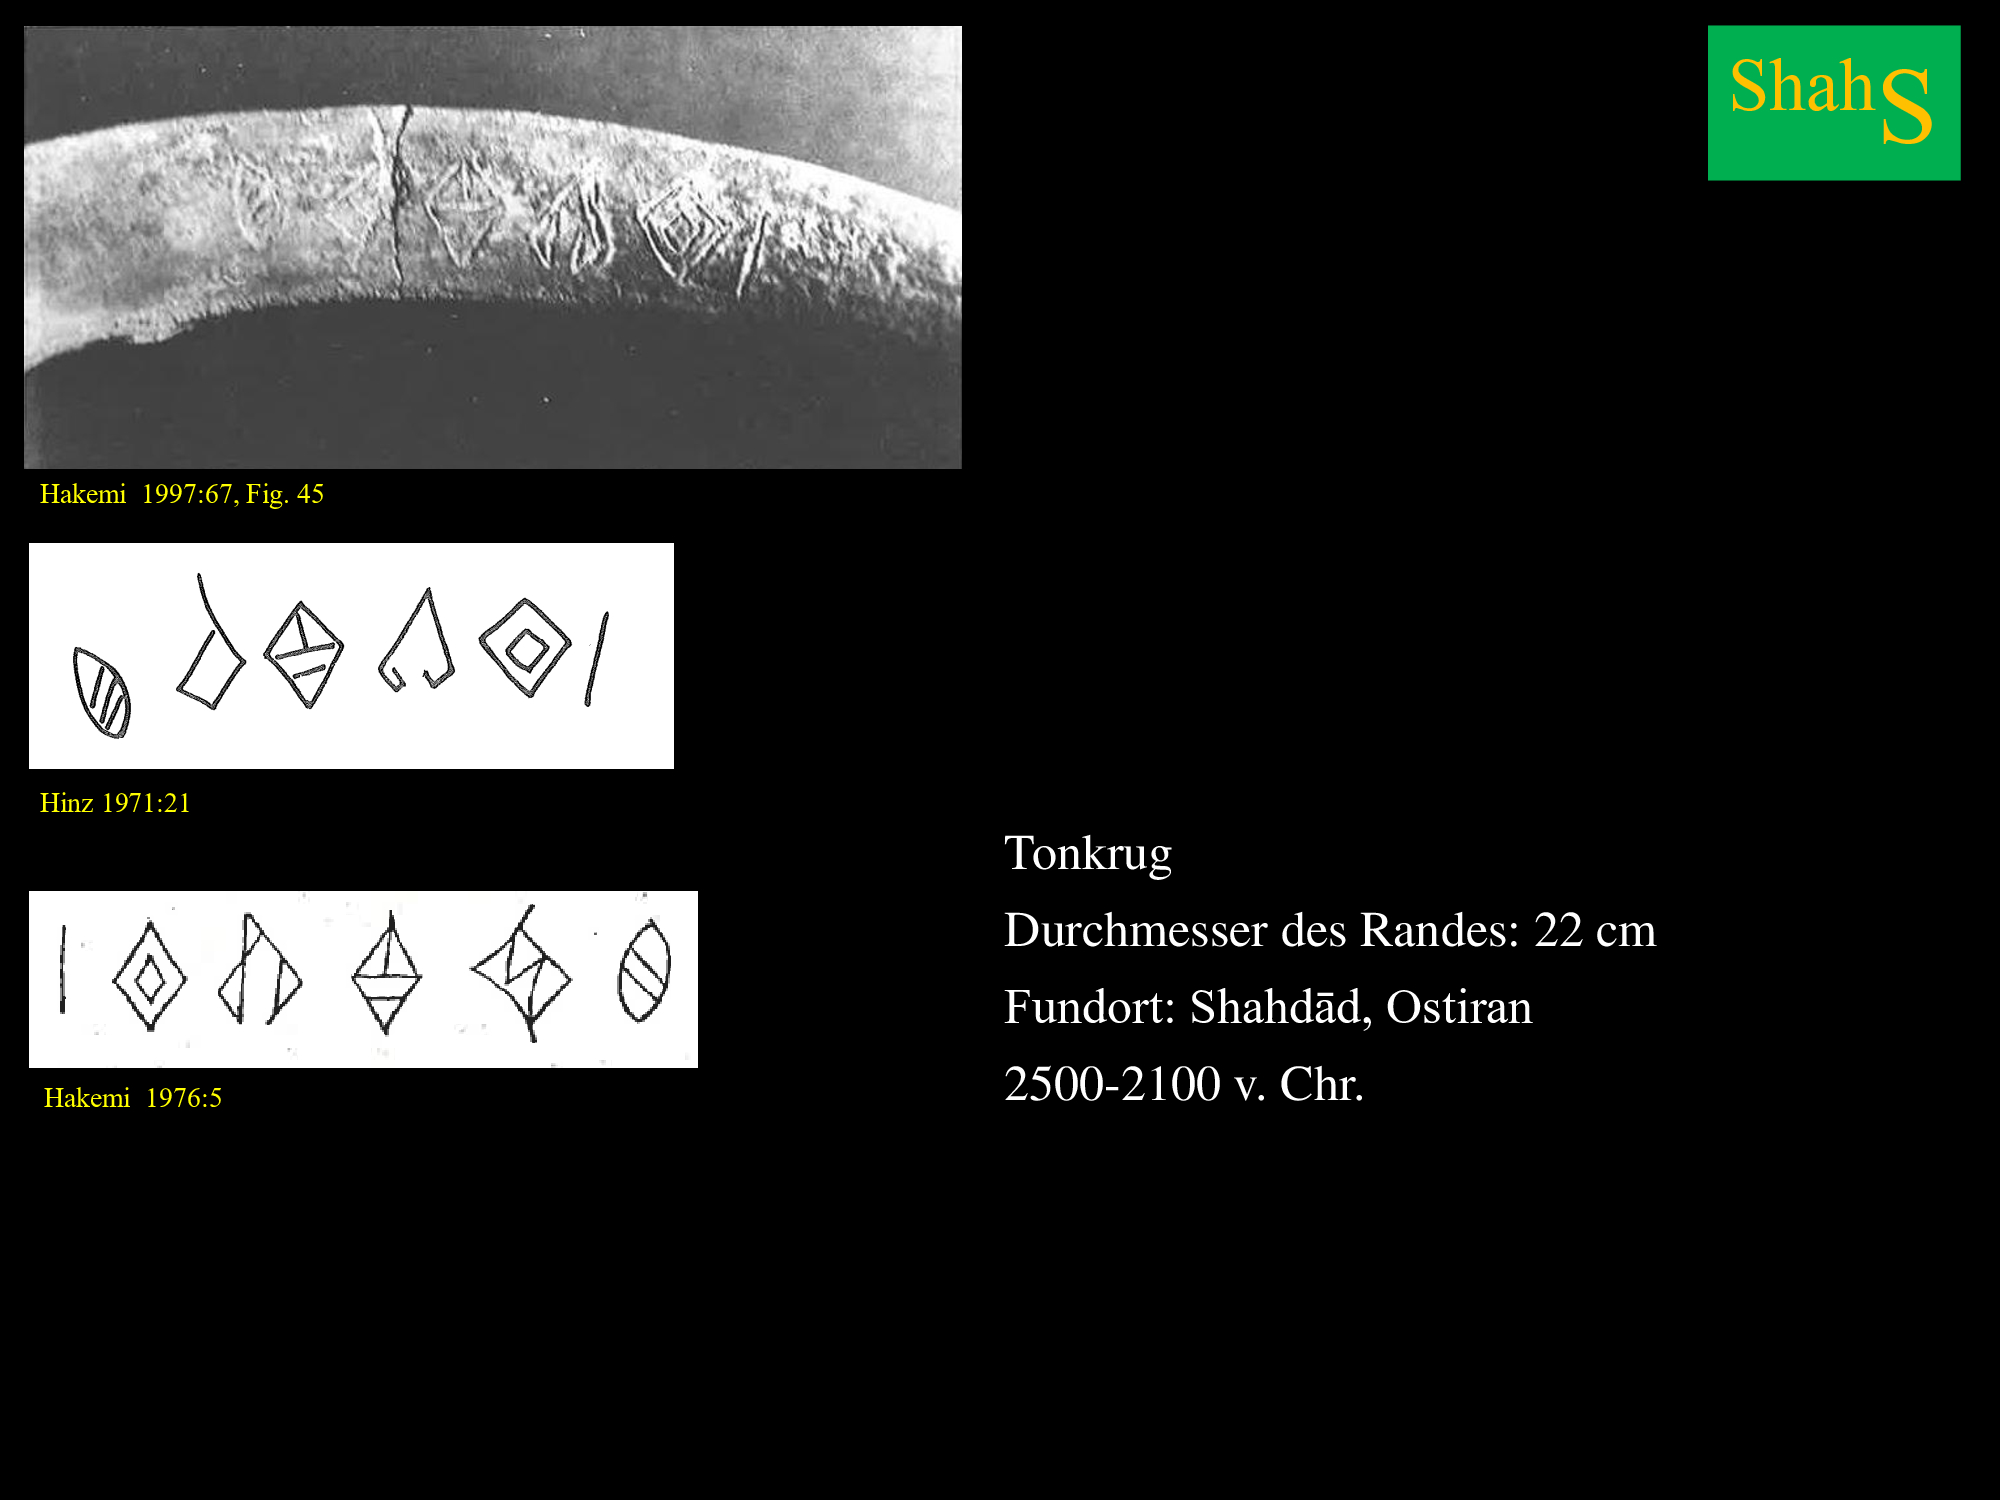 ShahS
Hakemi 1997:67, Fig. 45
Hinz 1971:21
Hakemi 1976:5
Tonkrug
Durchmesser des Randes: 22 cm
Fundort: Shahdād, Ostiran
2500-2100 v. Chr.